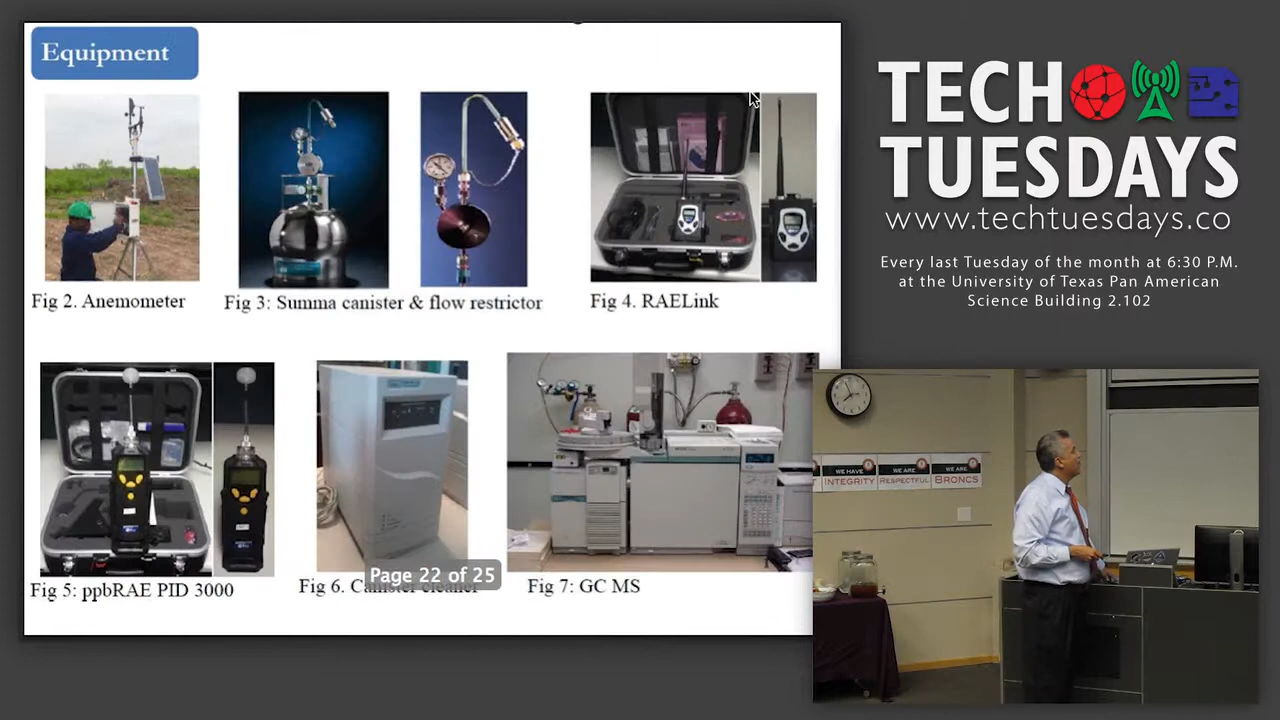 Equipment
Fig 2. Anemometer
Fig 3: Summa canister & flow restrictor
Fig 4. RAELink
Fig 5: ppbRAE PID 3000
Fig 6. Canister cleaner
Fig 7: GC MS
Page 22 of 25
TECH
TUESDAYS
www.techtuesdays.co
Every last Tuesday of the month at 6:30 P.M.
at the University of Texas Pan American
Science Building 2.102
WE HAVE
INTEGRITY
WE ARE
RESPECTFUL
WE ARE
BRONCS